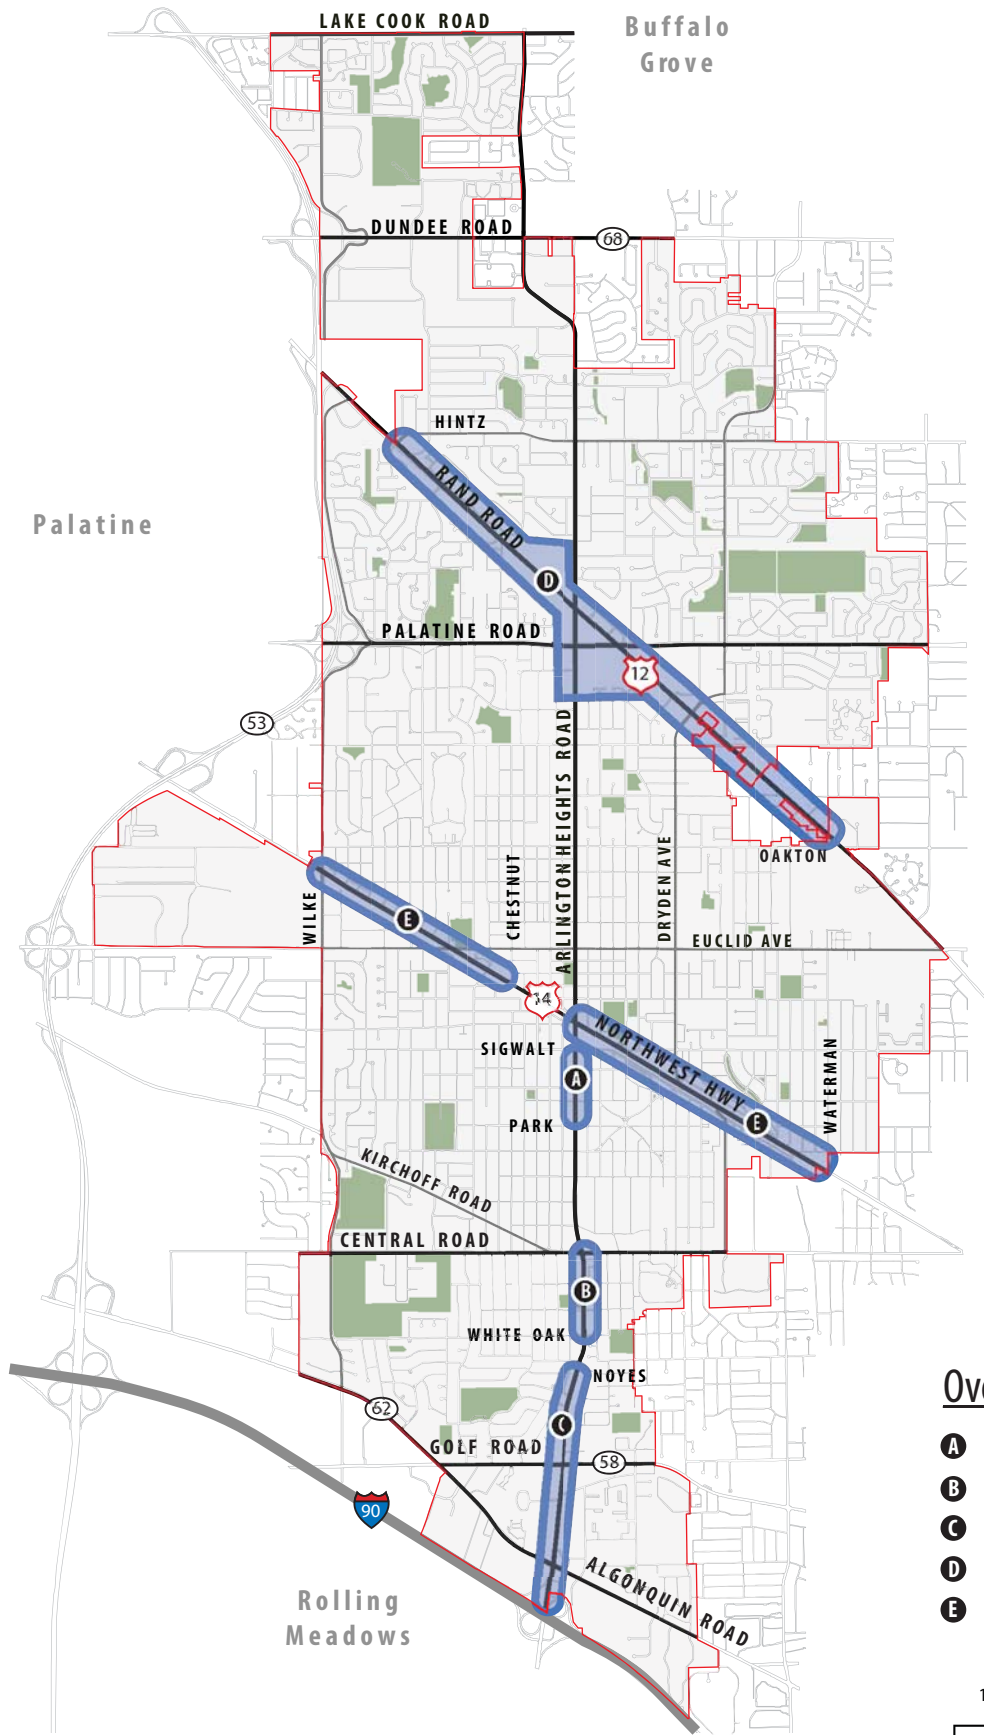 LAKE COOK ROAD
Buffalo
Grove
DUNDEE ROAD
68
HINTZ
RAND ROAD
Palatine
D
PALATINE ROAD
12
53
ARLINGTON HEIGHTS ROAD
OAKTON
DRYDEN AVE
CHESTNUT
WILKE
E
EUCLID AVE
14
NORTHWEST HWY
SIGWALT
WATERMAN
A
E
PARK
KIRCHOFF ROAD
CENTRAL ROAD
B
WHITE OAK
NOYES
62
C
GOLF ROAD
58
90
ALGONQUIN ROAD
Rolling
Meadows
A
B
C
D
E
1